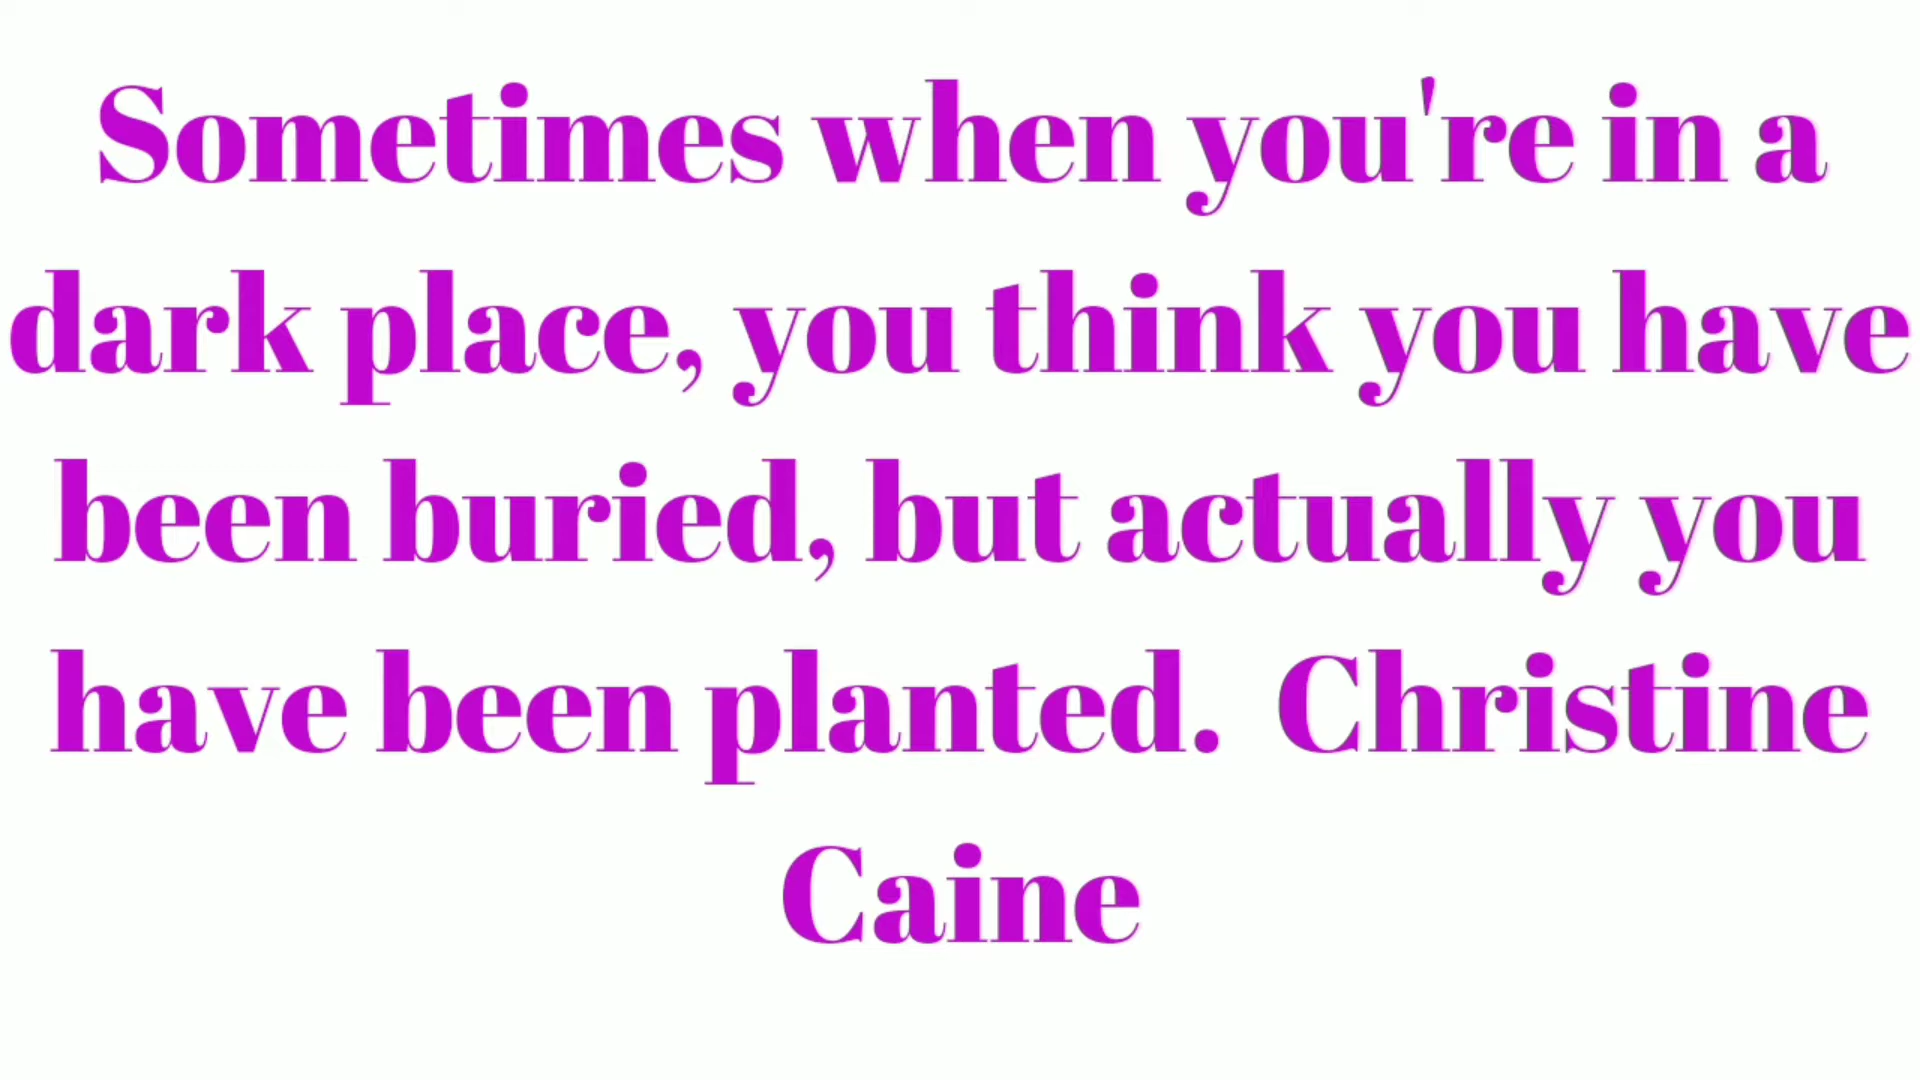 Sometimes when you're in a
dark place, you think you have
been buried, but actually you
have been planted.  Christine
Caine